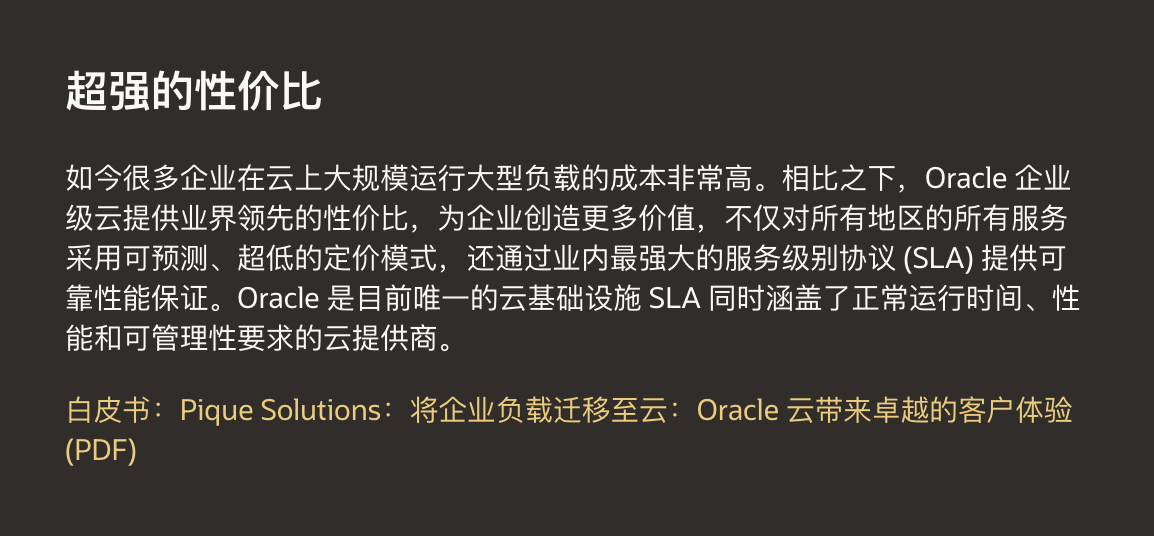 超强的性价比
如今很多企业在云上大规模运行大型负载的成本非常高。相比之下，Oracle 企业
级云提供业界领先的性价比，为企业创造更多价值，不仅对所有地区的所有服务
采用可预测、超低的定价模式，还通过业内最强大的服务级别协议 (SLA) 提供可
靠性能保证。Oracle 是目前唯一的云基础设施 SLA 同时涵盖了正常运行时间、性
能和可管理性要求的云提供商。
白皮书：Pique Solutions：将企业负载迁移至云：Oracle 云带来卓越的客户体验
(PDF)